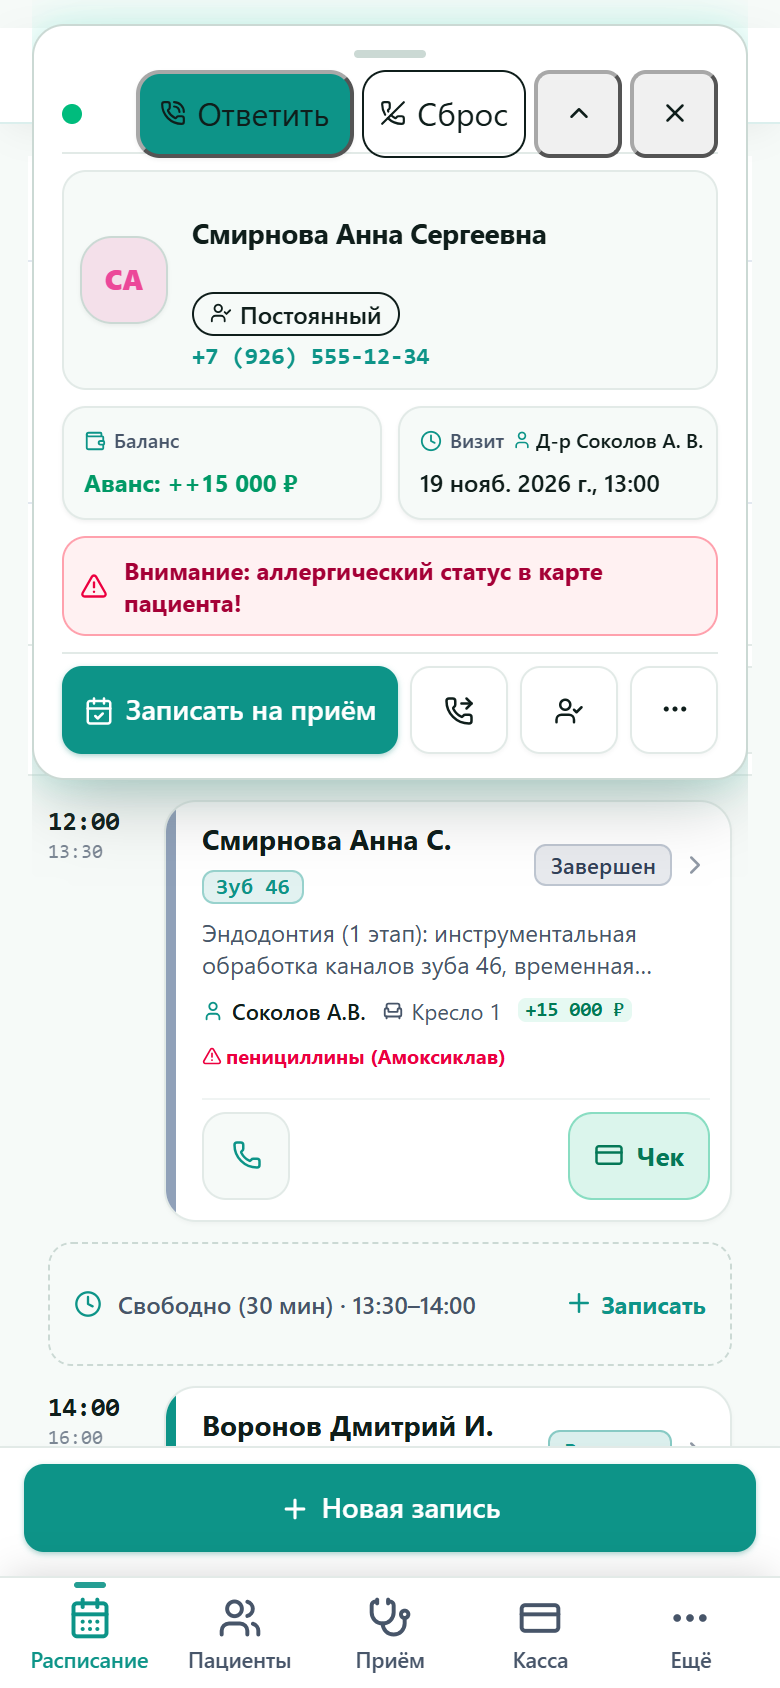 Ответить
Сброс
СА
Смирнова Анна Сергеевна
Постоянный
+7 (926) 555-12-34
Баланс
Аванс: ++15 000 ₽
Визит Д-р Соколов А. В.
19 нояб. 2026 г., 13:00
Внимание: аллергический статус в карте
пациента!
Записать на приём
12:00
13:30
Смирнова Анна С.
Зуб 46
Завершен
Эндодонтия (1 этап): инструментальная
обработка каналов зуба 46, временная...
Соколов А.В. Кресло 1 +15 000 ₽
пенициллины (Амоксиклав)
Чек
Свободно (30 мин) · 13:30–14:00
Записать
14:00
16:00
Воронов Дмитрий И.
Новая запись
Расписание
Пациенты
Приём
Касса
Ещё